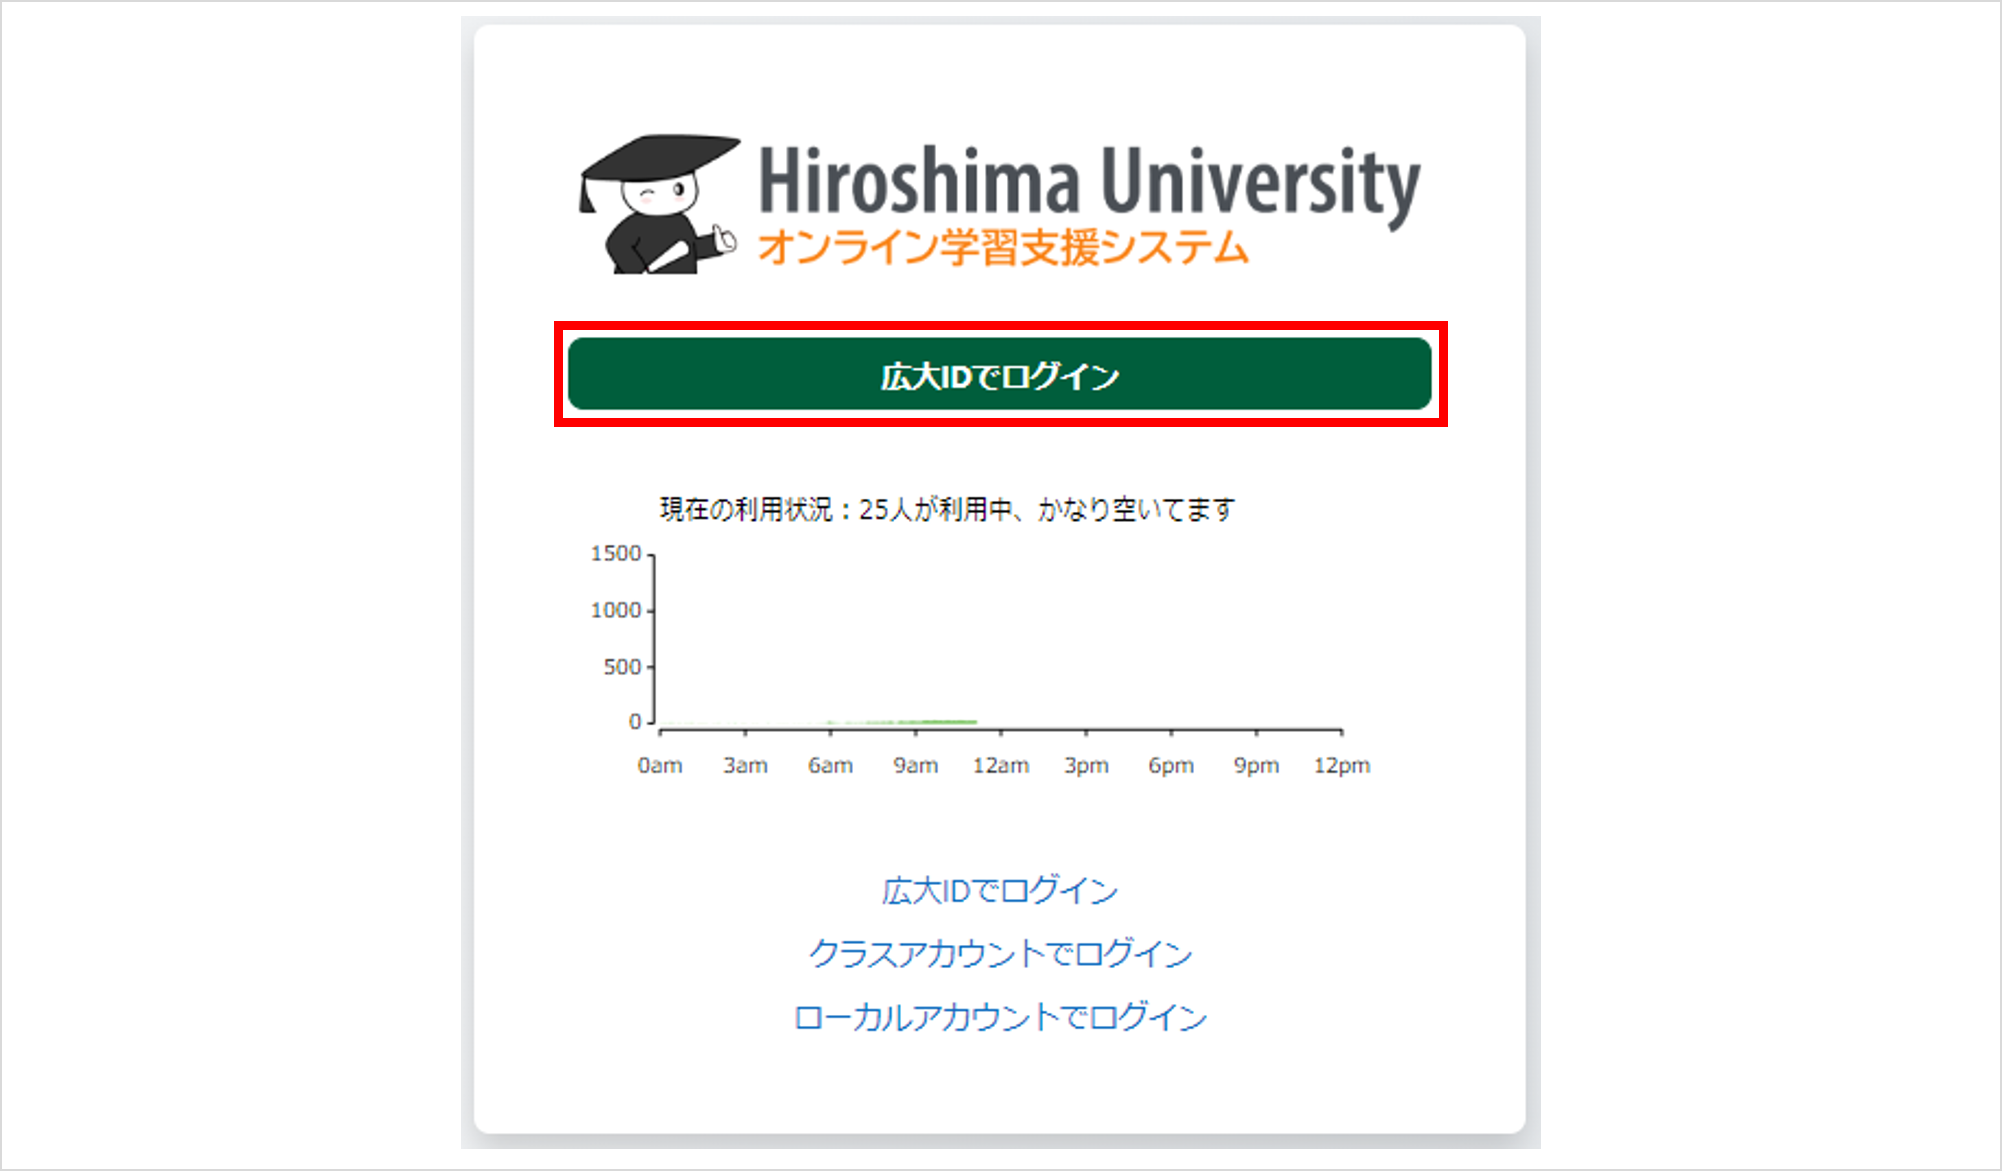 Hiroshima University
オンライン学習支援システム
広大IDでログイン
現在の利用状況：25人が利用中、かなり空いてます
1500
1000
500
0
0am 3am 6am 9am 12am 3pm 6pm 9pm 12pm
広大IDでログイン
クラスアカウントでログイン
ローカルアカウントでログイン